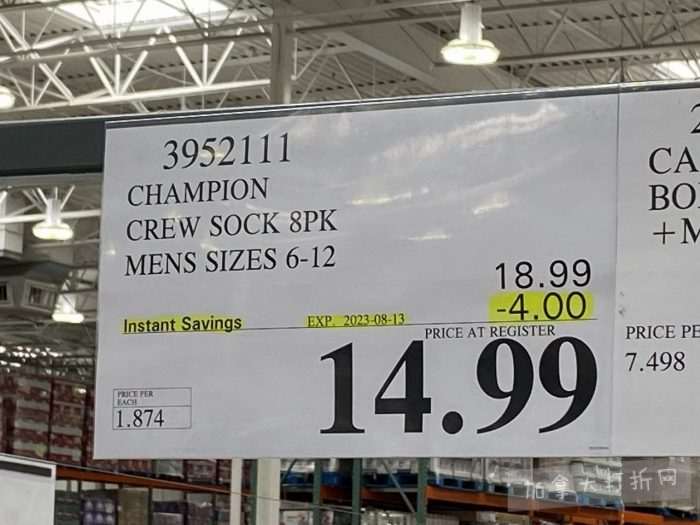 3952111
CHAMPION
CREW SOCK 8PK
MENS SIZES 6-12
18.99
-4.00
Instant Savings
EXP. 2023-08-13
PRICE AT REGISTER
14.99
PRICE PER
EACH
1.874
CA
BO
+M
PRICE PE
7.498
加拿大打折网